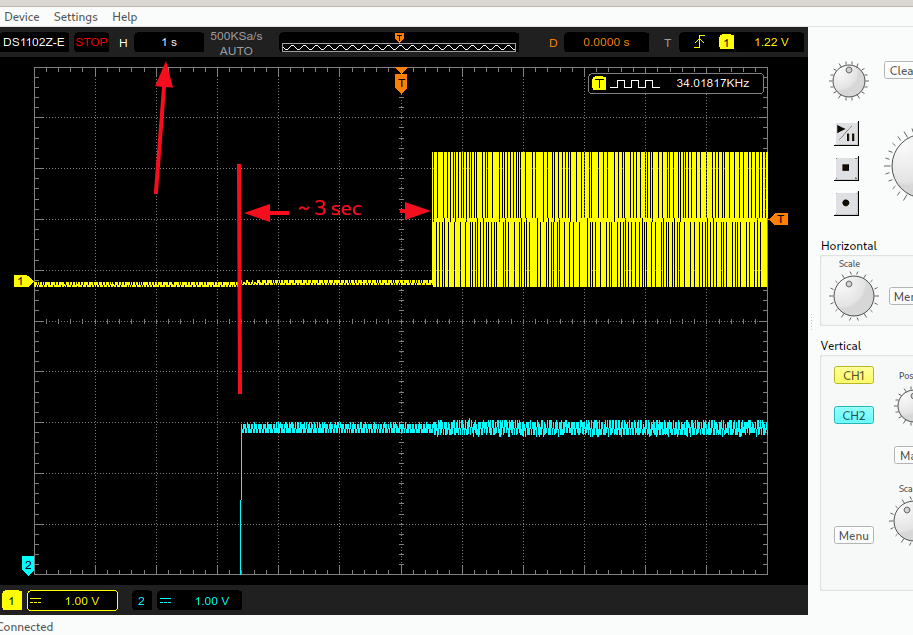 Device Settings Help
DS1102Z-E STOP H 1 s 500KSa/s AUTO T D 0.0000 s T 1 1.22 V
T T 34.01817KHz
Clea
~ 3 sec
T
1
Horizontal
Scale
Mer
Vertical
CH1 Pos
CH2
Ma
Sca
Menu
2
1 1.00 V 2 1.00 V
Connected